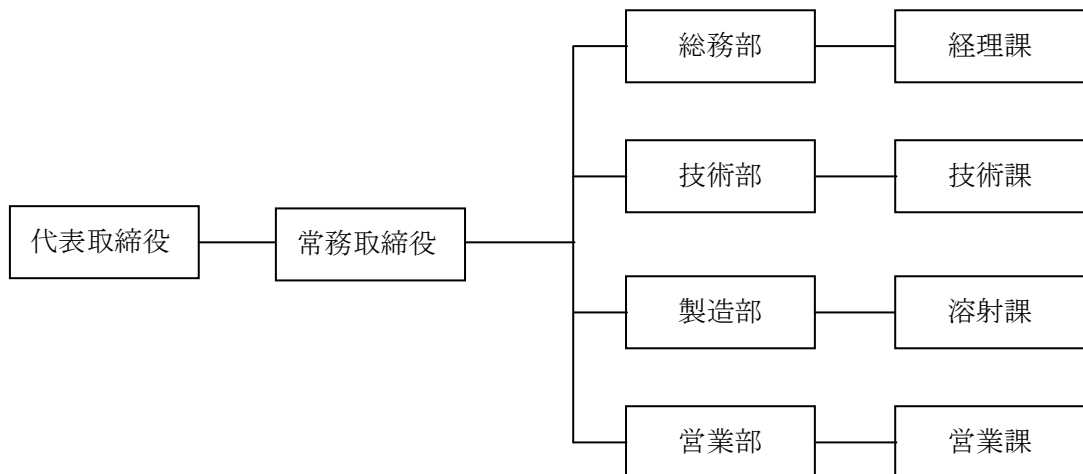 総務部
経理課
技術部
技術課
代表取締役
常務取締役
製造部
溶射課
営業部
営業課